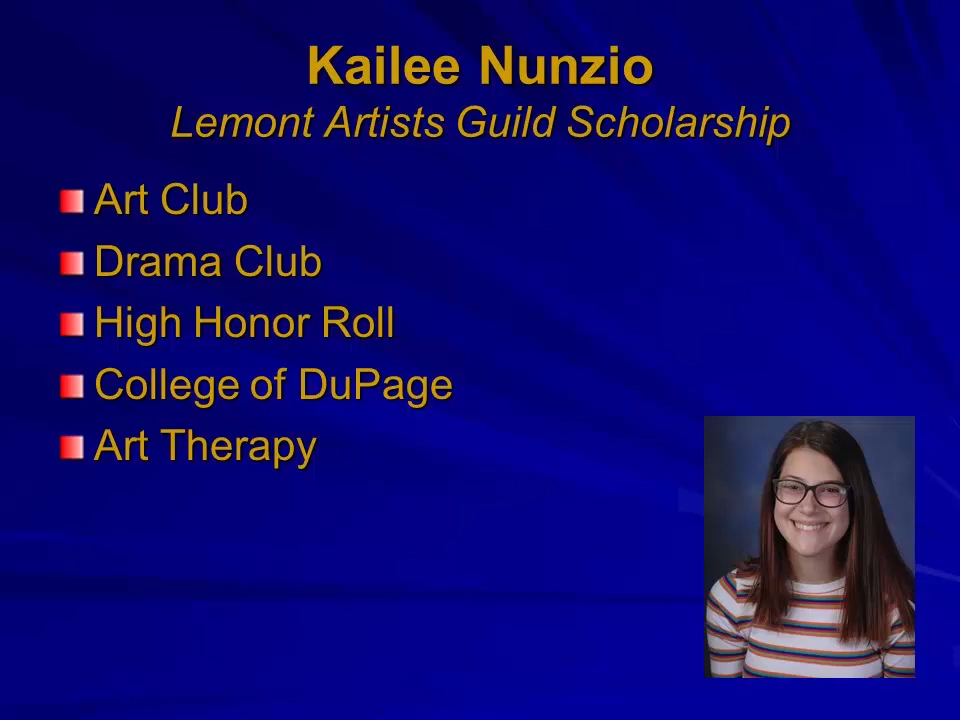 Kailee Nunzio
Lemont Artists Guild Scholarship
Art Club
Drama Club
High Honor Roll
College of DuPage
Art Therapy